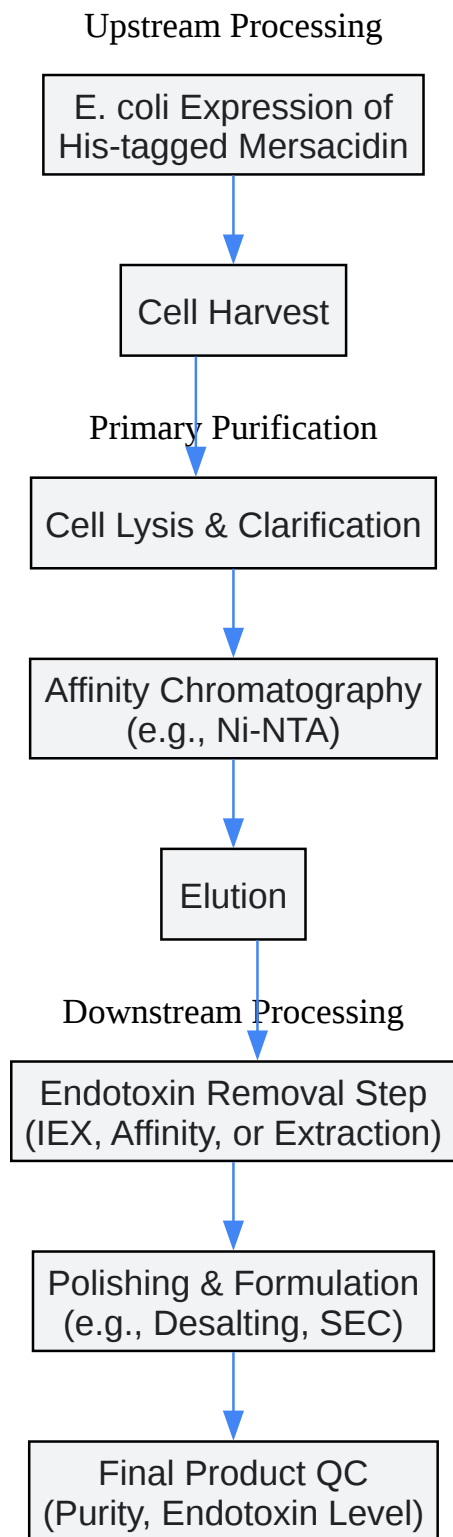 Upstream Processing
E. coli Expression of
His-tagged Mersacidin
Cell Harvest
Primary Purification
Cell Lysis & Clarification
Affinity Chromatography
(e.g., Ni-NTA)
Elution
Downstream Processing
Endotoxin Removal Step
(IEX, Affinity, or Extraction)
Polishing & Formulation
(e.g., Desalting, SEC)
Final Product QC
(Purity, Endotoxin Level)